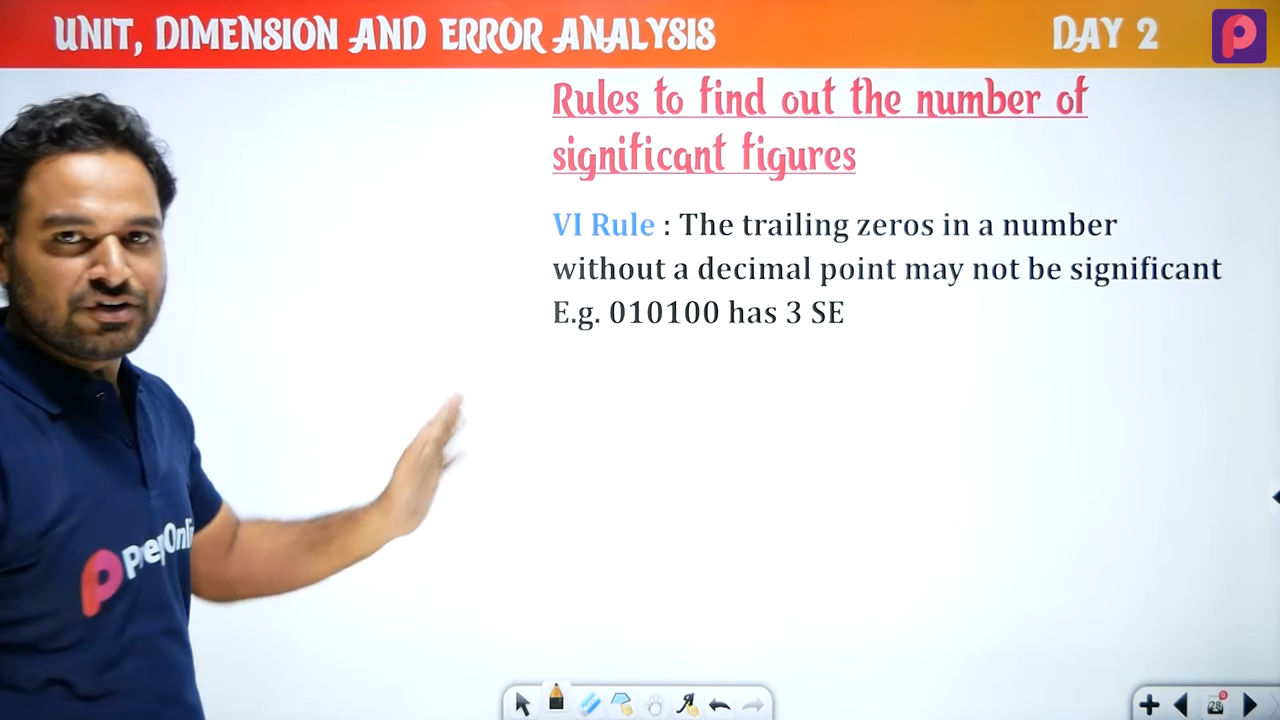 UNIT, DIMENSION AND ERROR ANALYSIS
DAY 2
Rules to find out the number of
significant figures
VI Rule : The trailing zeros in a number
without a decimal point may not be significant
E.g. 010100 has 3 SE
28